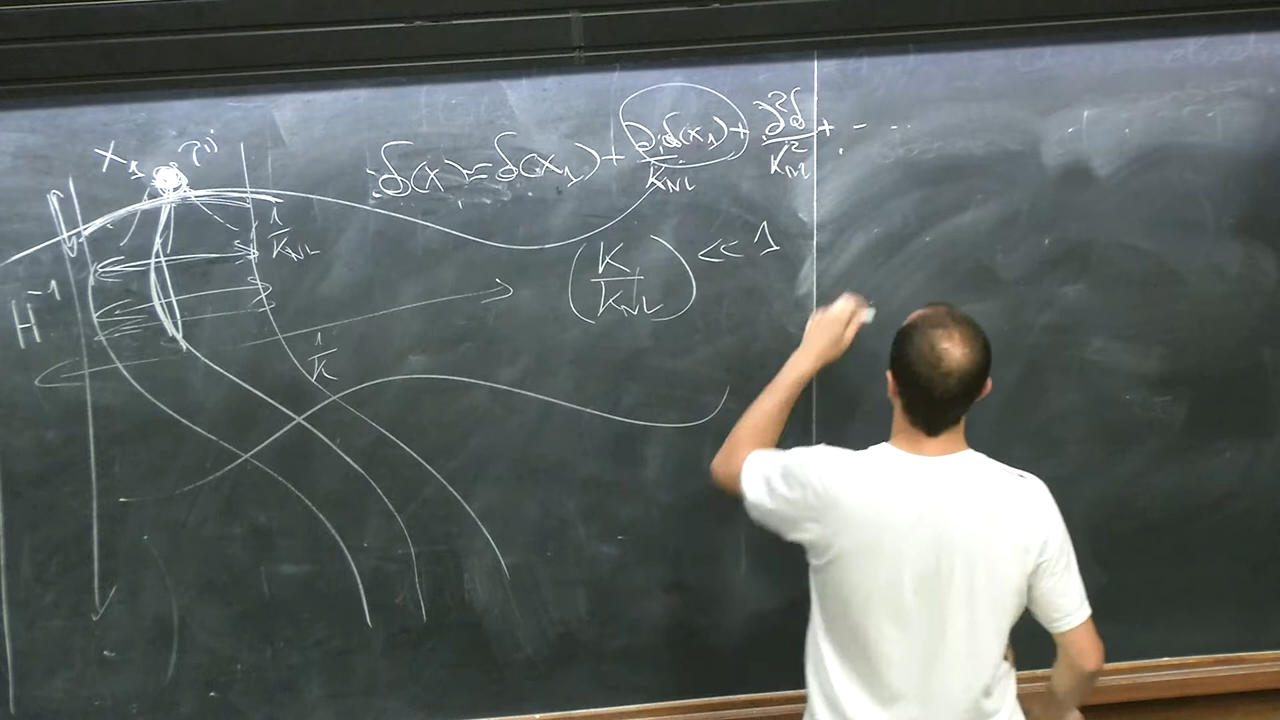 x₁
δ(x) = δ(x₁) + ∂ᵢδ(x₁)/K_NL + ∂²δ/K²_NL + ...
1/K_NL
(K/K_NL) << 1
H⁻¹
1/K